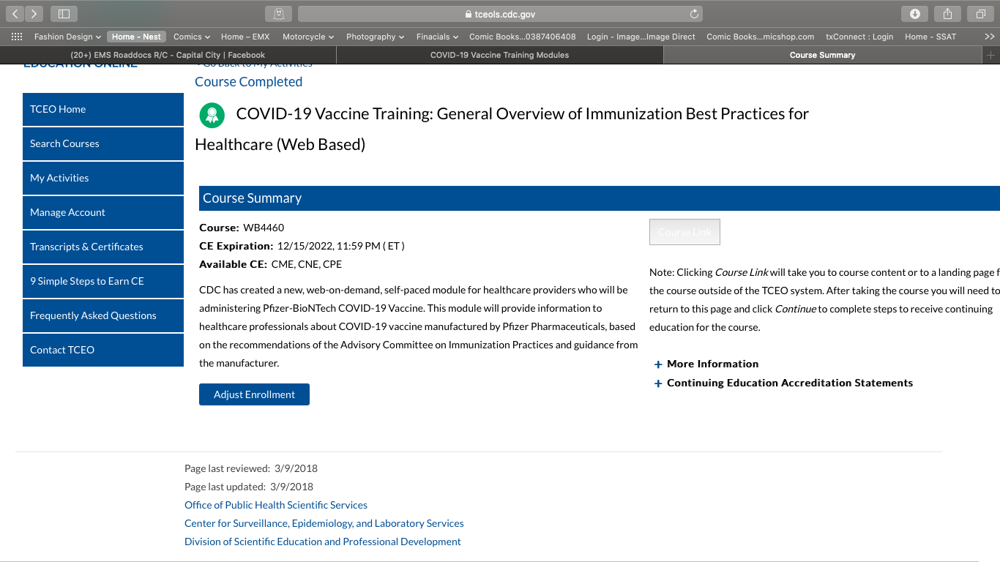 tceols.cdc.gov
Fashion Design Home - Nest Comics Home – EMX Motorcycle Photography Finacials Comic Books...0387406408 Login - Image...Image Direct Comic Books...micshop.com txConnect : Login Home - SSAT >>
(20+) EMS Roaddocs R/C - Capital City | Facebook COVID-19 Vaccine Training Modules Course Summary +
EDUCATION ONLINE
Go Back to My Activities
Course Completed
COVID-19 Vaccine Training: General Overview of Immunization Best Practices for
Healthcare (Web Based)
TCEO Home
Search Courses
My Activities
Manage Account
Transcripts & Certificates
9 Simple Steps to Earn CE
Frequently Asked Questions
Contact TCEO
Course Summary
Course: WB4460
CE Expiration: 12/15/2022, 11:59 PM ( ET )
Available CE: CME, CNE, CPE
CDC has created a new, web-on-demand, self-paced module for healthcare providers who will be
administering Pfizer-BioNTech COVID-19 Vaccine. This module will provide information to
healthcare professionals about COVID-19 vaccine manufactured by Pfizer Pharmaceuticals, based
on the recommendations of the Advisory Committee on Immunization Practices and guidance from
the manufacturer.
Adjust Enrollment
Course Link
Note: Clicking Course Link will take you to course content or to a landing page f
the course outside of the TCEO system. After taking the course you will need to
return to this page and click Continue to complete steps to receive continuing
education for the course.
+ More Information
+ Continuing Education Accreditation Statements
Page last reviewed: 3/9/2018
Page last updated: 3/9/2018
Office of Public Health Scientific Services
Center for Surveillance, Epidemiology, and Laboratory Services
Division of Scientific Education and Professional Development